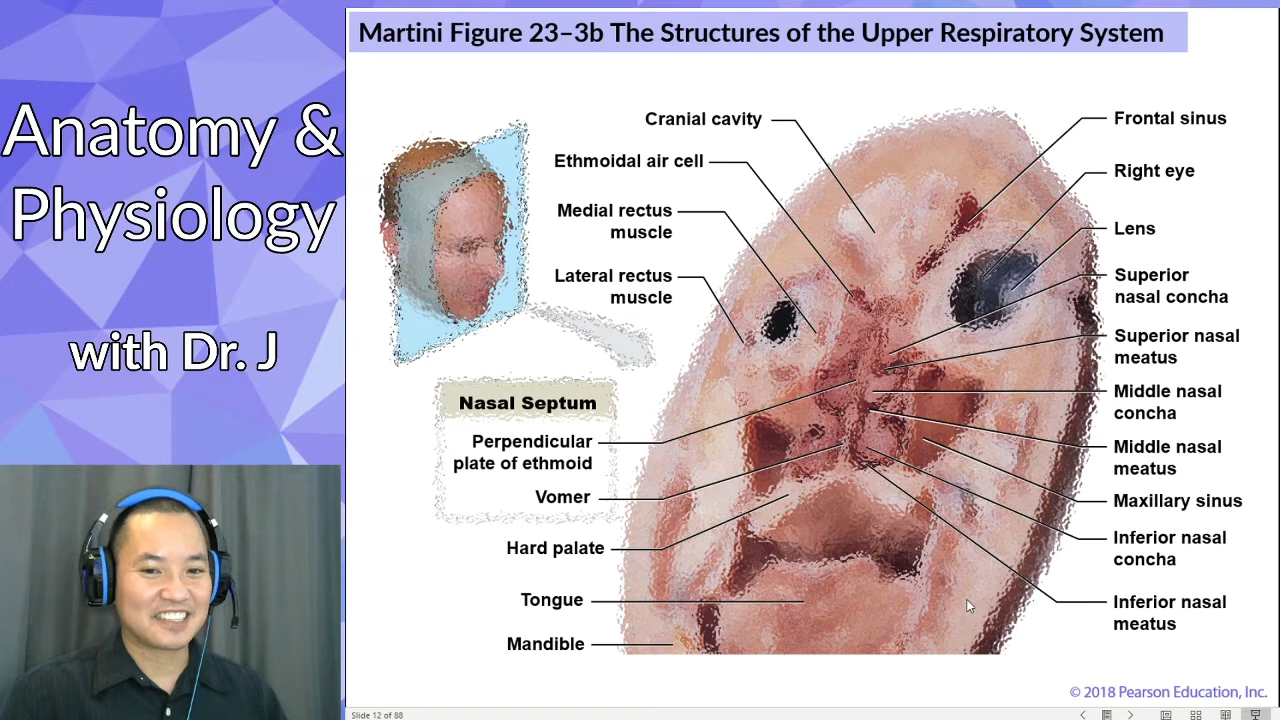 Anatomy &
Physiology
with Dr. J
Martini Figure 23–3b The Structures of the Upper Respiratory System
Cranial cavity
Ethmoidal air cell
Medial rectus
muscle
Lateral rectus
muscle
Nasal Septum
Perpendicular
plate of ethmoid
Vomer
Hard palate
Tongue
Mandible
Frontal sinus
Right eye
Lens
Superior
nasal concha
Superior nasal
meatus
Middle nasal
concha
Middle nasal
meatus
Maxillary sinus
Inferior nasal
concha
Inferior nasal
meatus
© 2018 Pearson Education, Inc.
Slide 12 of 88